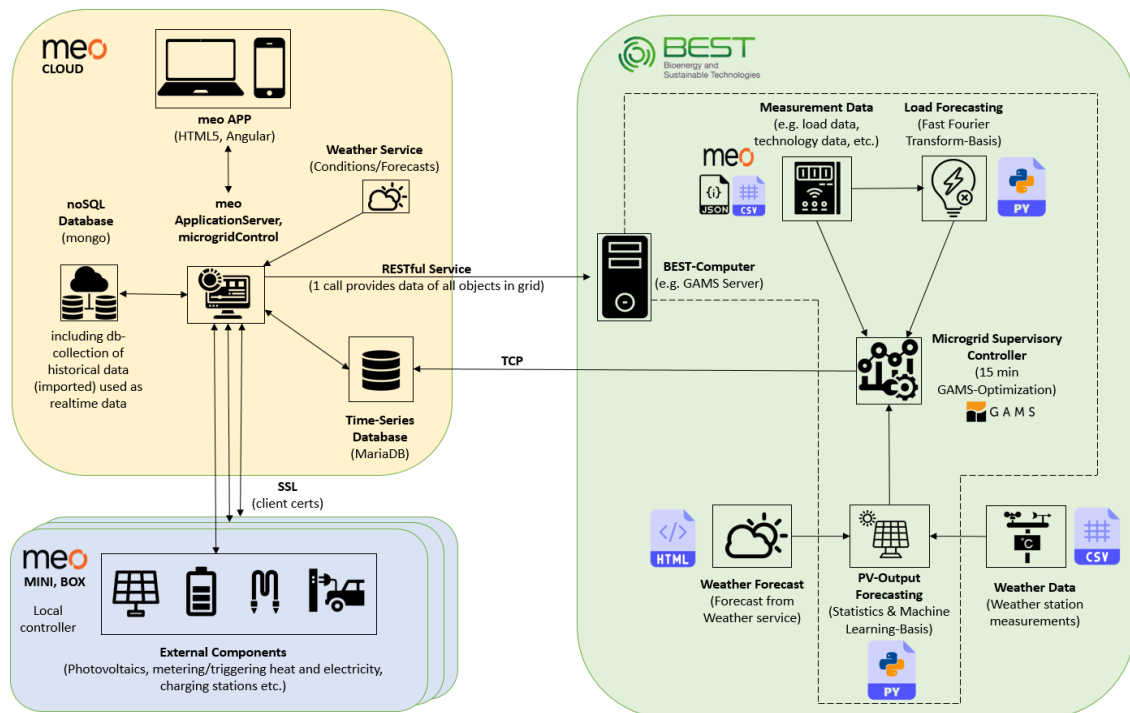 meo
CLOUD
meo APP
(HTML5, Angular)
Weather Service
(Conditions/Forecasts)
noSQL
Database
(mongo)
meo
ApplicationServer,
microgridControl
including db-
collection of
historical data
(imported) used as
realtime data
RESTful Service
(1 call provides data of all objects in grid)
TCP
Time-Series
Database
(MariaDB)
SSL
(client certs)
meo
MINI, BOX
Local
controller
External Components
(Photovoltaics, metering/triggering heat and electricity,
charging stations etc.)
BEST
Bioenergy and
Sustainable Technologies
Measurement Data
(e.g. load data,
technology data, etc.)
Load Forecasting
(Fast Fourier
Transform-Basis)
meo
{i}
JSON
CSV
PY
BEST-Computer
(e.g. GAMS Server)
Microgrid Supervisory
Controller
(15 min
GAMS-Optimization)
GAMS
</>
HTML
Weather Forecast
(Forecast from
Weather service)
PV-Output
Forecasting
(Statistics & Machine
Learning-Basis)
PY
°C
CSV
Weather Data
(Weather station
measurements)